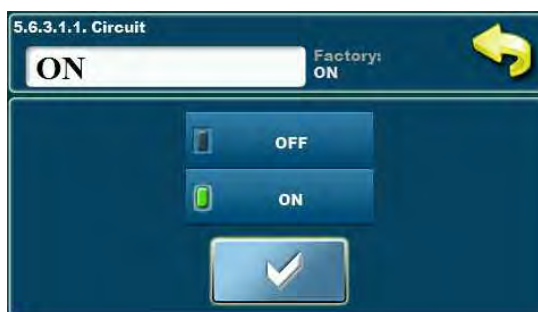 5.6.3.1.1. Circuit
ON
Factory:
ON
OFF
ON